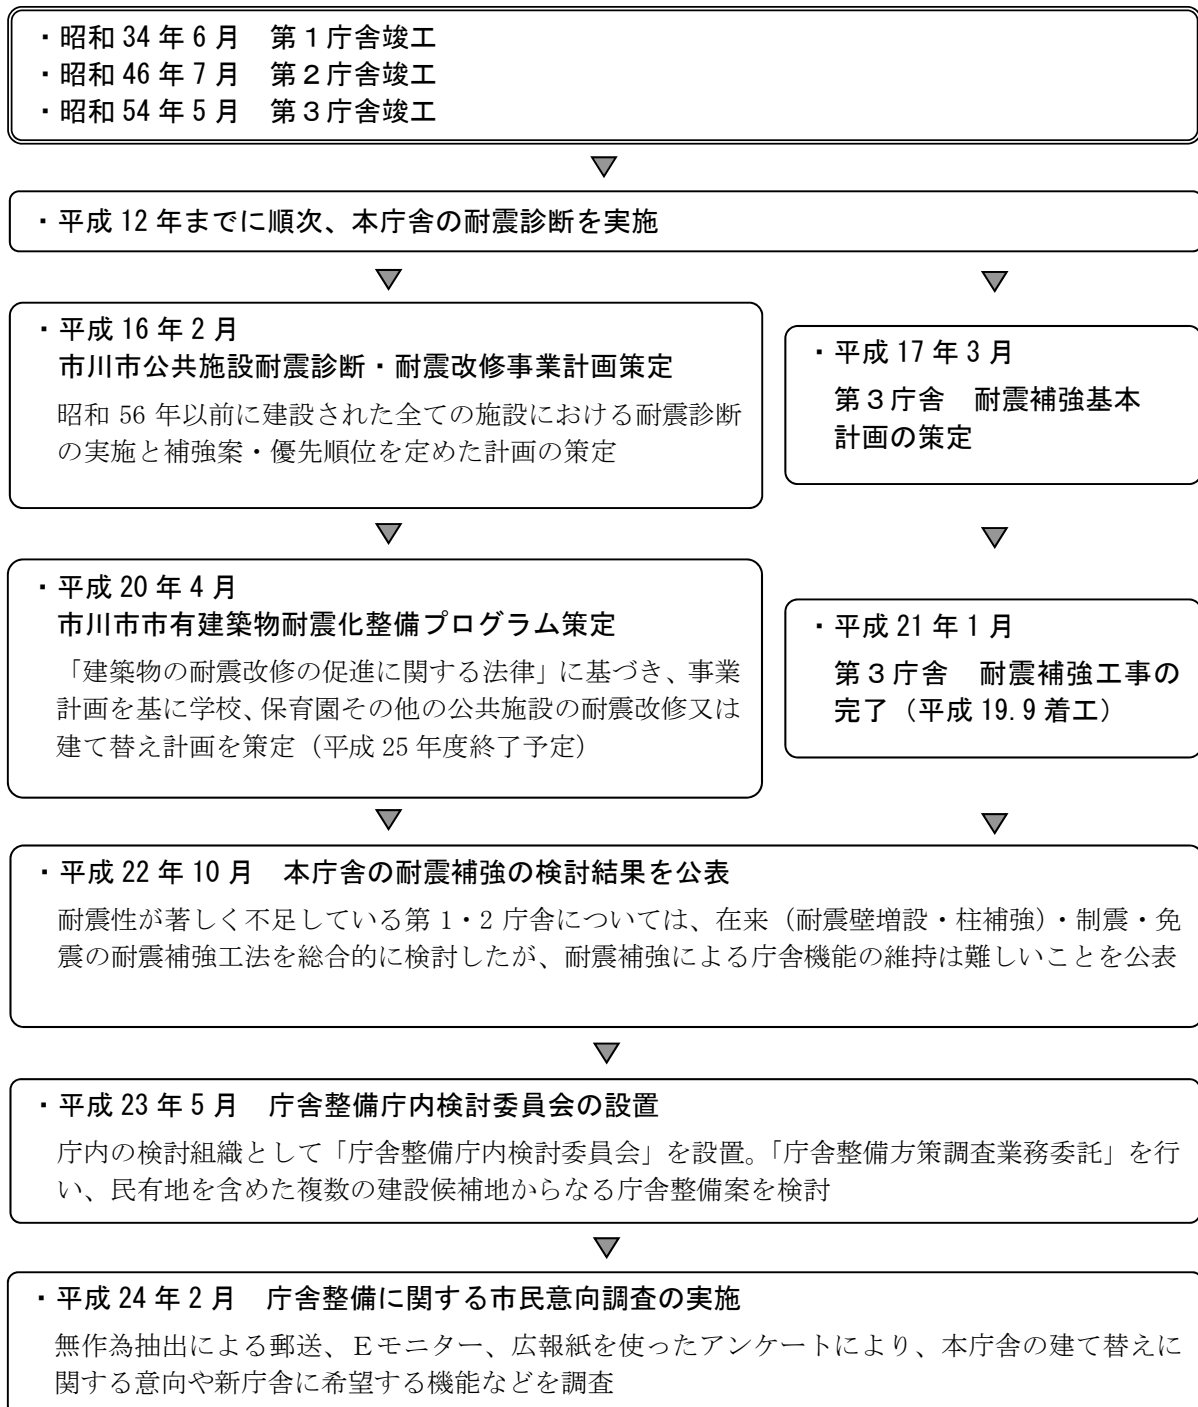 ・昭和 34 年 6 月　第１庁舎竣工
・昭和 46 年 7 月　第２庁舎竣工
・昭和 54 年 5 月　第３庁舎竣工
・平成 12 年までに順次、本庁舎の耐震診断を実施
・平成 16 年 2 月
市川市公共施設耐震診断・耐震改修事業計画策定
昭和 56 年以前に建設された全ての施設における耐震診断
の実施と補強案・優先順位を定めた計画の策定
・平成 17 年 3 月
第３庁舎　耐震補強基本
計画の策定
・平成 20 年 4 月
市川市市有建築物耐震化整備プログラム策定
「建築物の耐震改修の促進に関する法律」に基づき、事業
計画を基に学校、保育園その他の公共施設の耐震改修又は
建て替え計画を策定（平成 25 年度終了予定）
・平成 21 年 1 月
第３庁舎　耐震補強工事の
完了（平成 19.9 着工）
・平成 22 年 10 月　本庁舎の耐震補強の検討結果を公表
耐震性が著しく不足している第 1・2 庁舎については、在来（耐震壁増設・柱補強）・制震・免
震の耐震補強工法を総合的に検討したが、耐震補強による庁舎機能の維持は難しいことを公表
・平成 23 年 5 月　庁舎整備庁内検討委員会の設置
庁内の検討組織として「庁舎整備庁内検討委員会」を設置。「庁舎整備方策調査業務委託」を行
い、民有地を含めた複数の建設候補地からなる庁舎整備案を検討
・平成 24 年 2 月　庁舎整備に関する市民意向調査の実施
無作為抽出による郵送、Ｅモニター、広報紙を使ったアンケートにより、本庁舎の建て替えに
関する意向や新庁舎に希望する機能などを調査